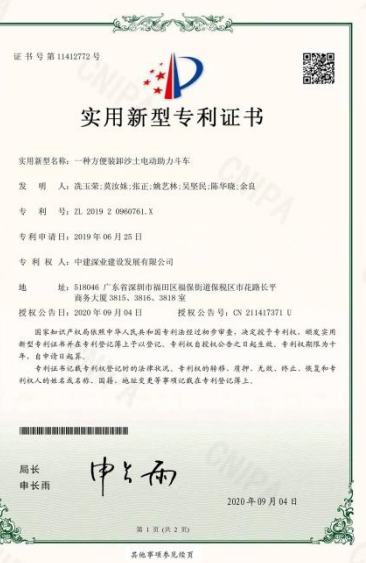 证书号第11412772号
实用新型专利证书
实用新型名称：一种方便装卸沙土电动助力斗车
发 明 人：冼玉荣;莫汝妹;张正;姚艺林;吴坚民;陈华晓;余良
专 利 号：ZL 2019 2 0960761.X
专利申请日：2019年06月25日
专 利 权 人：中建深业建设发展有限公司
地 址：518046 广东省深圳市福田区福保街道保税区市花路长平
商务大厦3815、3816、3818室
授权公告日：2020年09月04日 授权公告号：CN 211417371 U
国家知识产权局依照中华人民共和国专利法经过初步审查，决定授予专利权，颁发实用
新型专利证书并在专利登记簿上予以登记。专利权自授权公告之日起生效。专利权期限为十
年，自申请日起算。
专利证书记载专利权登记时的法律状况。专利权的转移、质押、无效、终止、恢复和专
利权人的姓名或名称、国籍、地址变更等事项记载在专利登记簿上。
局长
申长雨
申长雨
2020年09月04日
第 1 页 (共 2 页)
其他事项参见续页
CNIPA